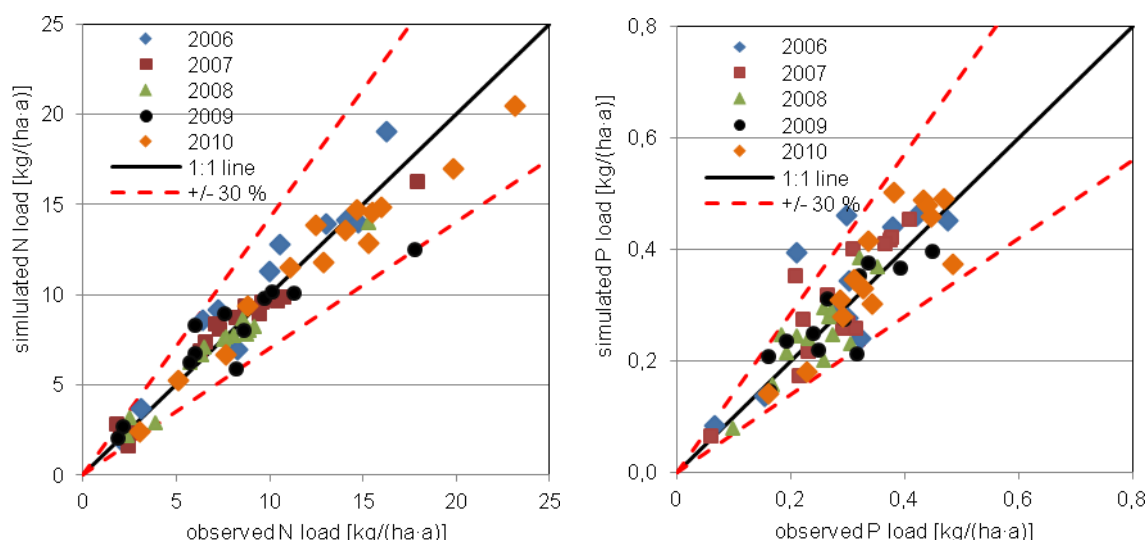 simlulated N load [kg/(ha·a)]
25
20
15
10
5
0
2006
2007
2008
2009
2010
1:1 line
+/- 30 %
0 5 10 15 20 25
observed N load [kg/(ha·a)]
simulated P load [kg/(ha·a)]
0,8
0,6
0,4
0,2
0,0
2006
2007
2008
2009
2010
1:1 line
+/- 30 %
0 0,2 0,4 0,6 0,8
observed P load [kg/(ha·a)]